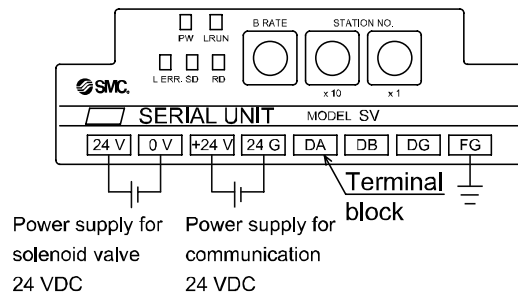 B RATE STATION NO.
PW LRUN
L ERR. SD RD
x 10 x 1
SMC.
SERIAL UNIT MODEL SV
24 V 0 V +24 V 24 G DA DB DG FG
Terminal
block
Power supply for
solenoid valve
24 VDC
Power supply for
communication
24 VDC